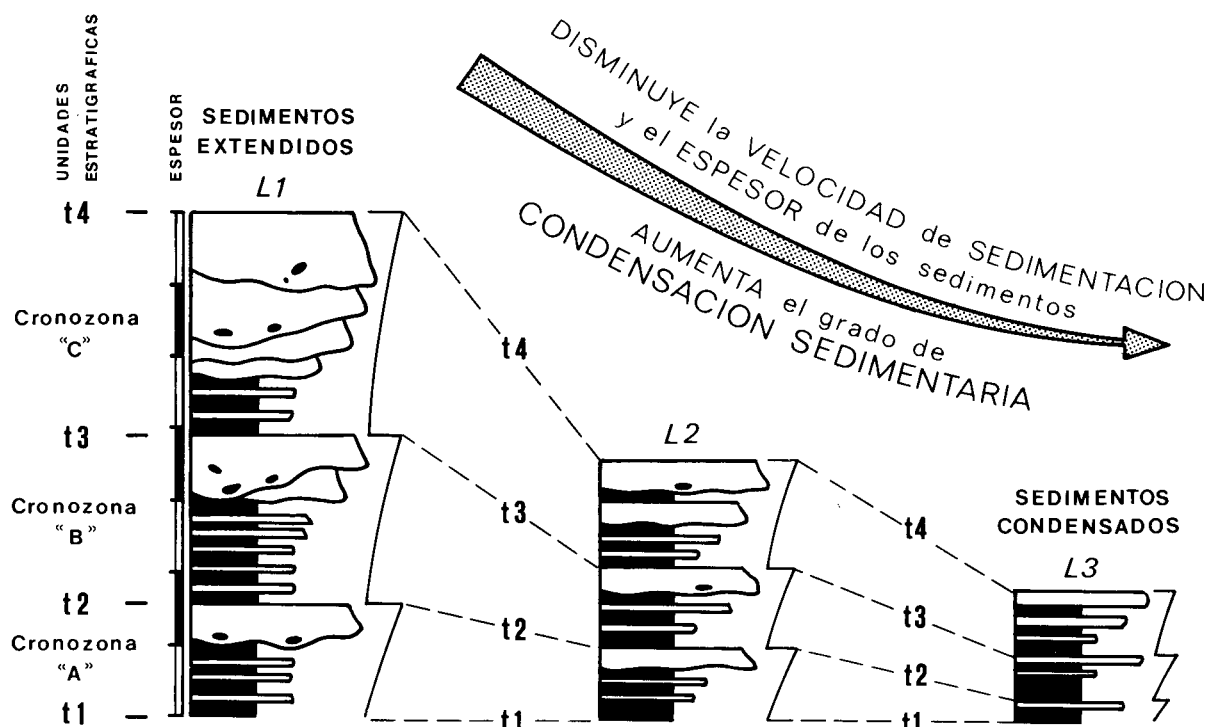 UNIDADES
ESTRATIGRAFICAS
ESPESOR
SEDIMENTOS
EXTENDIDOS
L1
DISMINUYE la VELOCIDAD de SEDIMENTACION
y el ESPESOR de los sedimentos
AUMENTA el grado de
CONDENSACION SEDIMENTARIA
t4
Cronozona
"C"
t3
Cronozona
"B"
t2
Cronozona
"A"
t1
t4
t3
t2
t1
L2
t4
t3
t2
t1
SEDIMENTOS
CONDENSADOS
L3